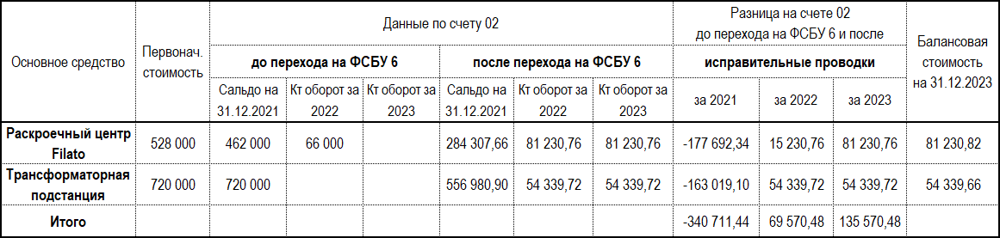 Основное средство
Первонач.
стоимость
Данные по счету 02
Разница на счете 02
до перехода на ФСБУ 6 и после
Балансовая
стоимость
на 31.12.2023
до перехода на ФСБУ 6
после перехода на ФСБУ 6
исправительные проводки
Сальдо на
31.12.2021
Кт оборот за
2022
Кт оборот за
2023
Сальдо на
31.12.2021
Кт оборот за
2022
Кт оборот за
2023
за 2021
за 2022
за 2023
Раскроечный центр
Filato
528 000
462 000
66 000
284 307,66
81 230,76
81 230,76
-177 692,34
15 230,76
81 230,76
81 230,82
Трансформаторная
подстанция
720 000
720 000
556 980,90
54 339,72
54 339,72
-163 019,10
54 339,72
54 339,72
54 339,66
Итого
-340 711,44
69 570,48
135 570,48